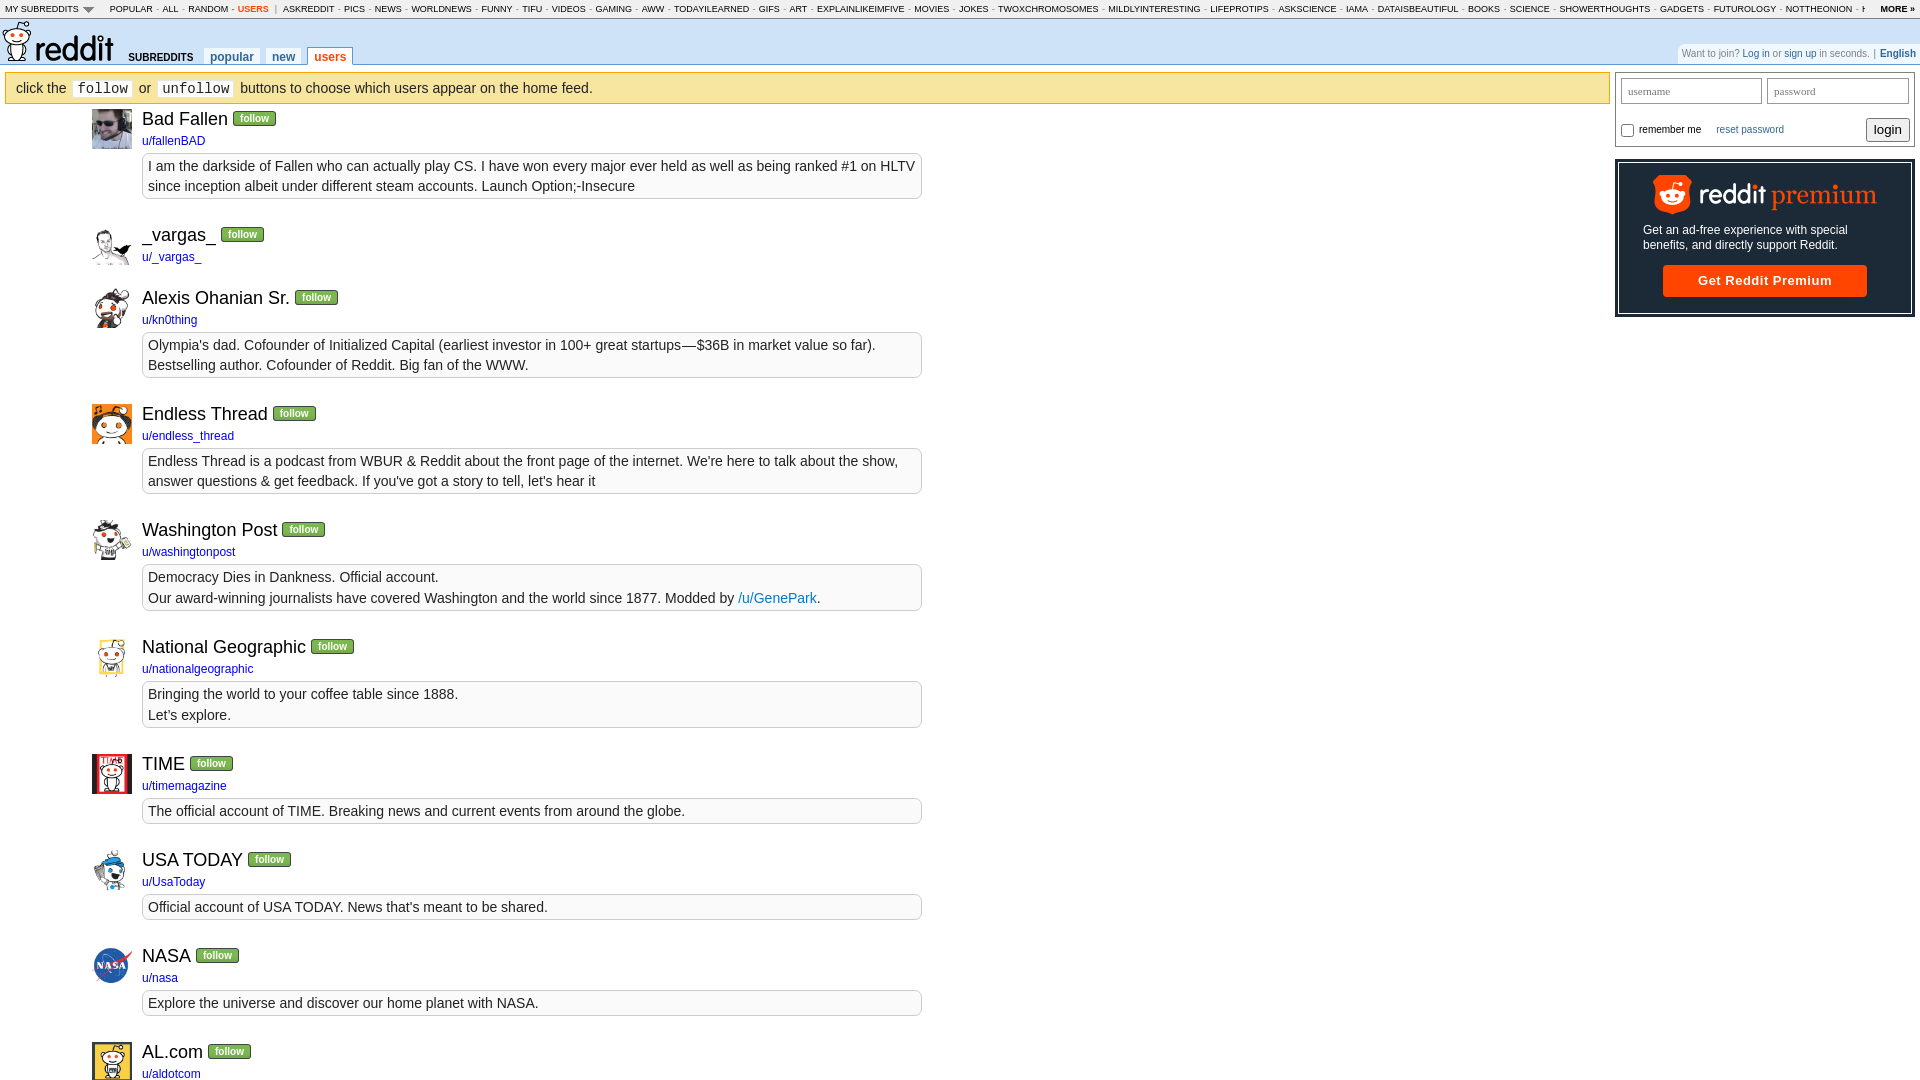 MY SUBREDDITS POPULAR - ALL - RANDOM - USERS | ASKREDDIT - PICS - NEWS - WORLDNEWS - FUNNY - TIFU - VIDEOS - GAMING - AWW - TODAYILEARNED - GIFS - ART - EXPLAINLIKEIMFIVE - MOVIES - JOKES - TWOXCHROMOSOMES - MILDLYINTERESTING - LIFEPROTIPS - ASKSCIENCE - IAMA - DATAISBEAUTIFUL - BOOKS - SCIENCE - SHOWERTHOUGHTS - GADGETS - FUTUROLOGY - NOTTHEONION - MORE »
reddit SUBREDDITS popular new users
Want to join? Log in or sign up in seconds. | English
click the follow or unfollow buttons to choose which users appear on the home feed.
username password
remember me reset password login
reddit premium
Get an ad-free experience with special
benefits, and directly support Reddit.
Get Reddit Premium
Bad Fallen follow
u/fallenBAD
I am the darkside of Fallen who can actually play CS. I have won every major ever held as well as being ranked #1 on HLTV
since inception albeit under different steam accounts. Launch Option;-Insecure
_vargas_ follow
u/_vargas_
Alexis Ohanian Sr. follow
u/kn0thing
Olympia's dad. Cofounder of Initialized Capital (earliest investor in 100+ great startups—$36B in market value so far).
Bestselling author. Cofounder of Reddit. Big fan of the WWW.
Endless Thread follow
u/endless_thread
Endless Thread is a podcast from WBUR & Reddit about the front page of the internet. We're here to talk about the show,
answer questions & get feedback. If you've got a story to tell, let's hear it
Washington Post follow
u/washingtonpost
Democracy Dies in Dankness. Official account.
Our award-winning journalists have covered Washington and the world since 1877. Modded by /u/GenePark.
National Geographic follow
u/nationalgeographic
Bringing the world to your coffee table since 1888.
Let's explore.
TIME follow
u/timemagazine
The official account of TIME. Breaking news and current events from around the globe.
USA TODAY follow
u/UsaToday
Official account of USA TODAY. News that's meant to be shared.
NASA
NASA follow
u/nasa
Explore the universe and discover our home planet with NASA.
AL.com follow
u/aldotcom